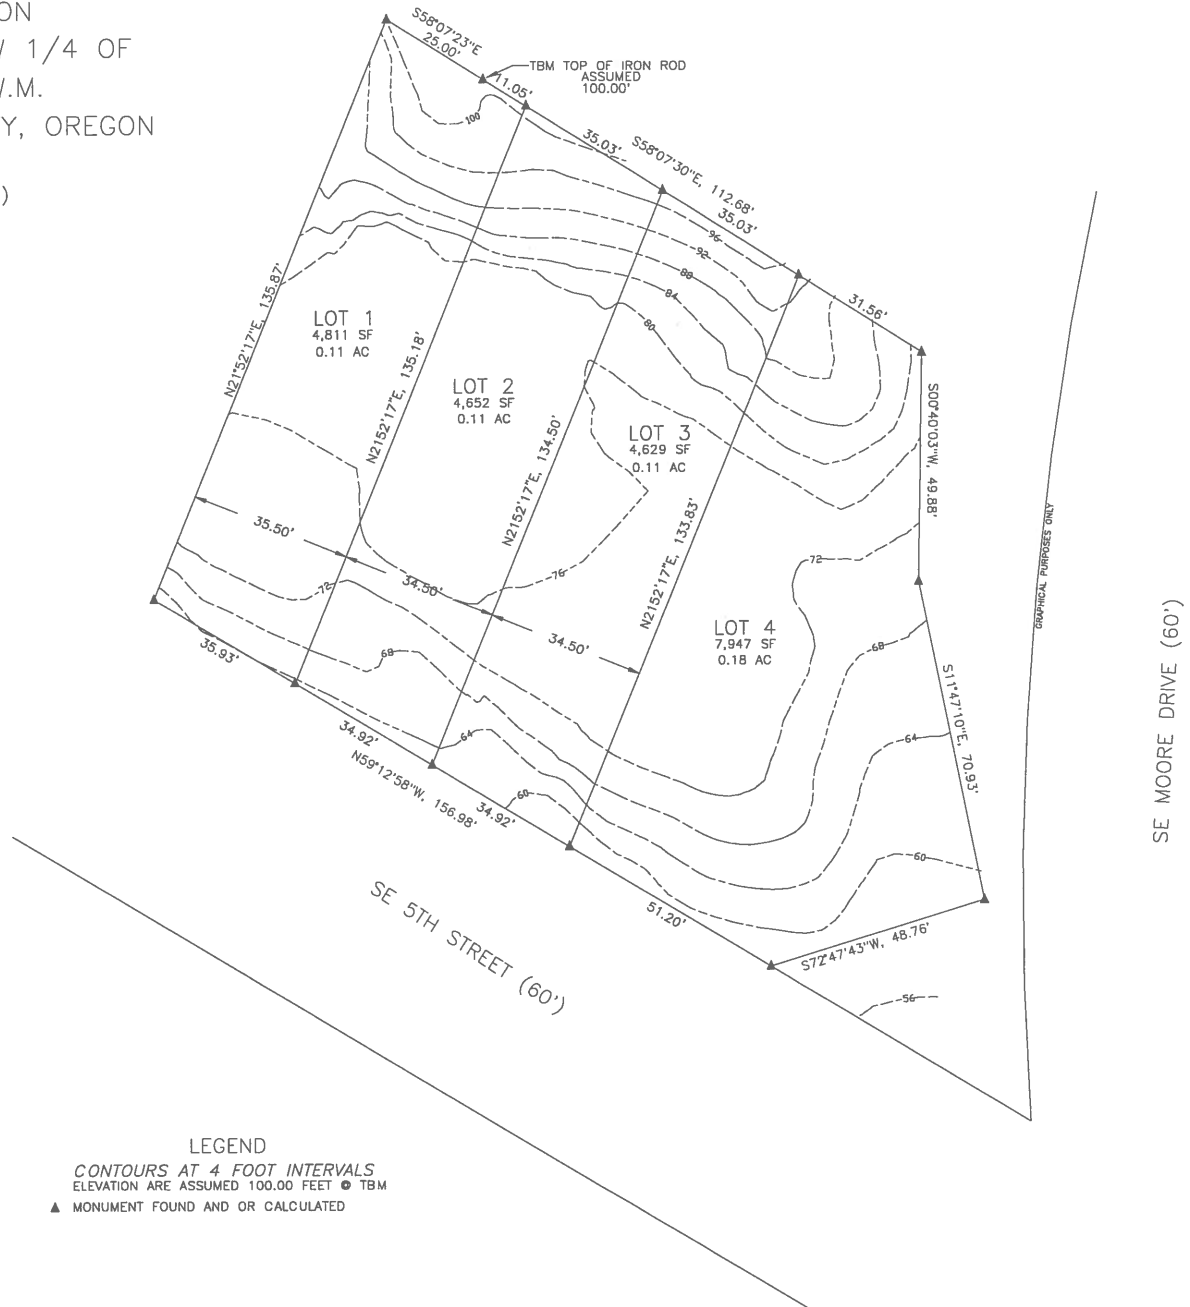 ON
1/4 OF
W.M.
Y, OREGON
)
S58°07'23"E
25.00'
TBM TOP OF IRON ROD
ASSUMED
100.00'
11.05'
100
35.03'
S58°07'30"E, 112.68'
35.03'
96
92
88
84
80
31.56'
N21°52'17"E, 135.87'
LOT 1
4,811 SF
0.11 AC
N2152'17"E, 135.18'
LOT 2
4,652 SF
0.11 AC
N2152'17"E, 134.50'
LOT 3
4,629 SF
0.11 AC
N2152'17"E, 133.83'
S00°40'03"W, 49.88'
GRAPHICAL PURPOSES ONLY
35.50'
34.50'
34.50'
76
72
72
LOT 4
7,947 SF
0.18 AC
68
68
S11°47'10"E, 70.93'
SE MOORE DRIVE (60')
35.93'
34.92'
N59°12'58"W, 156.98'
34.92'
64
64
60
60
51.20'
S72°47'43"W, 48.76'
56
SE 5TH STREET (60')
LEGEND
CONTOURS AT 4 FOOT INTERVALS
ELEVATION ARE ASSUMED 100.00 FEET @ TBM
MONUMENT FOUND AND OR CALCULATED